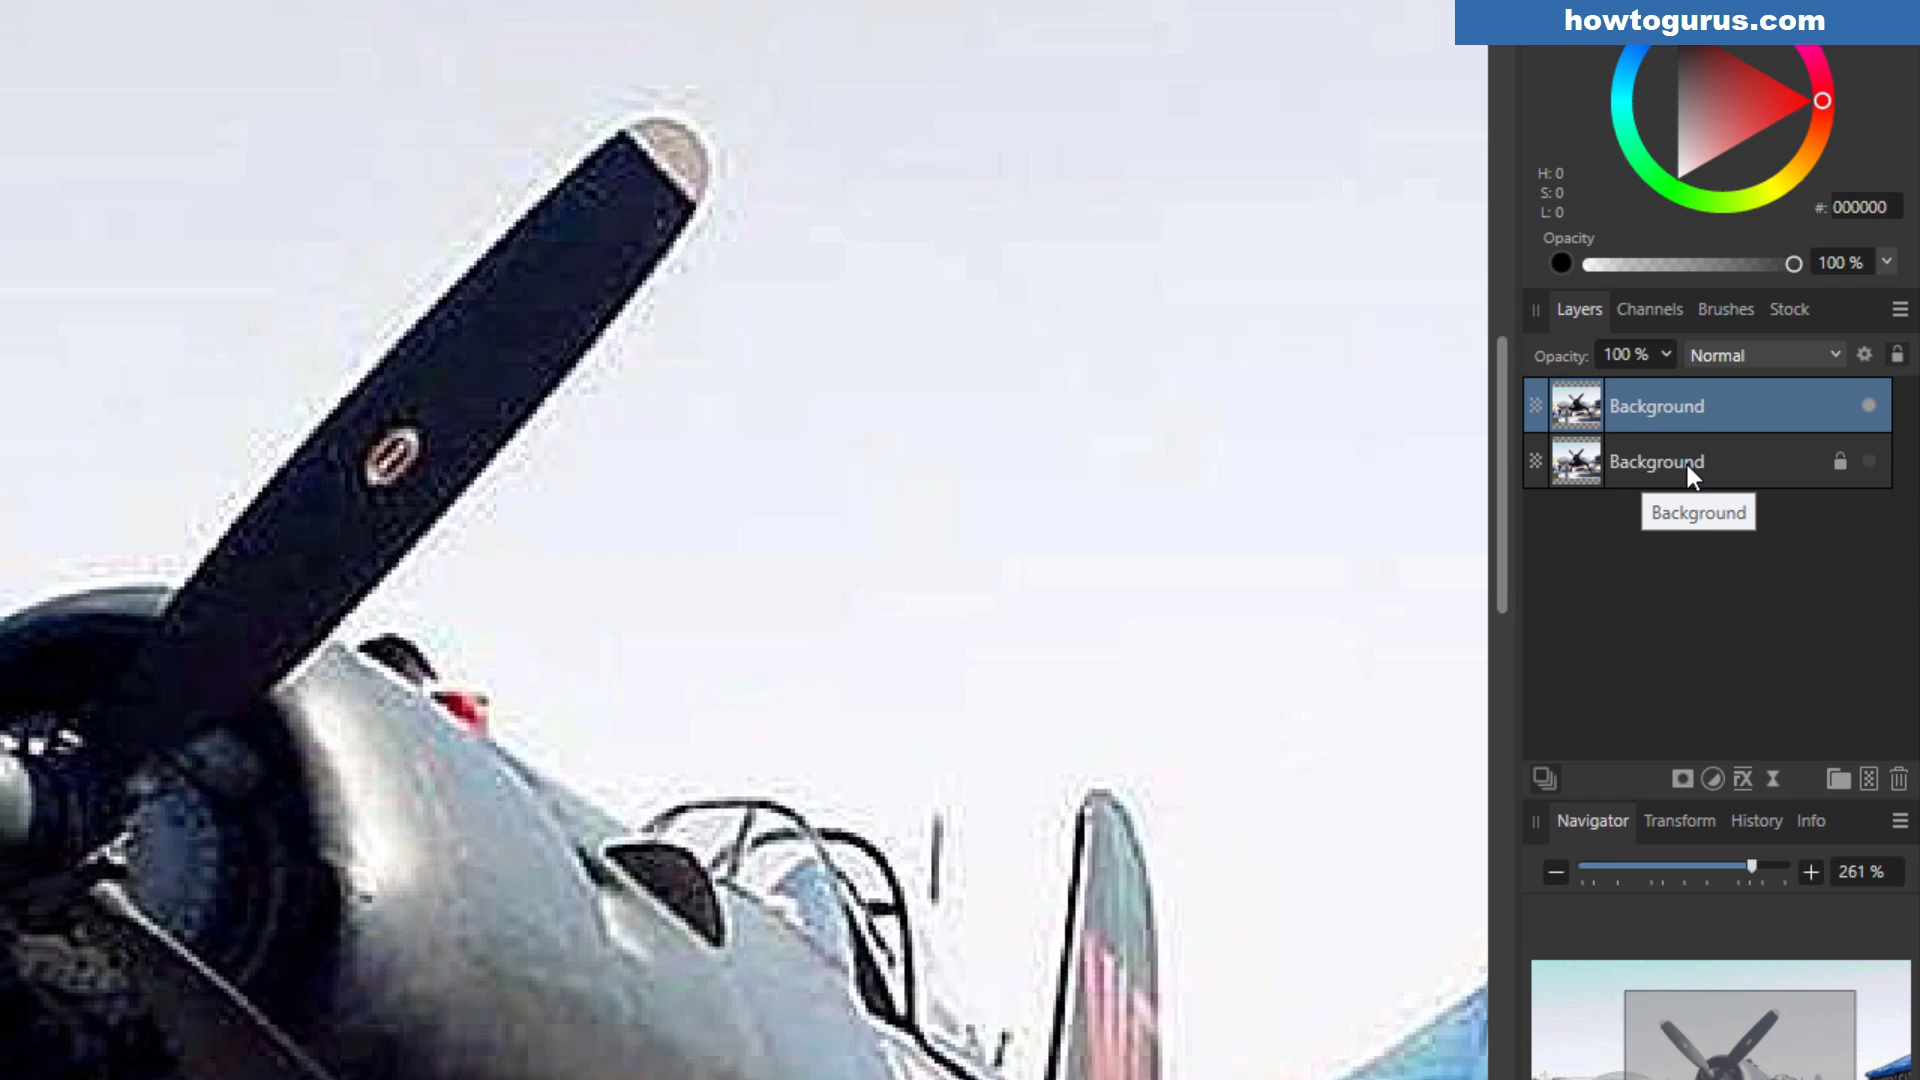 howtogurus.com
H: 0
S: 0
L: 0
#: 000000
Opacity
100 %
Layers Channels Brushes Stock
Opacity: 100 % Normal
Background
Background
Background
FX
Navigator Transform History Info
261 %